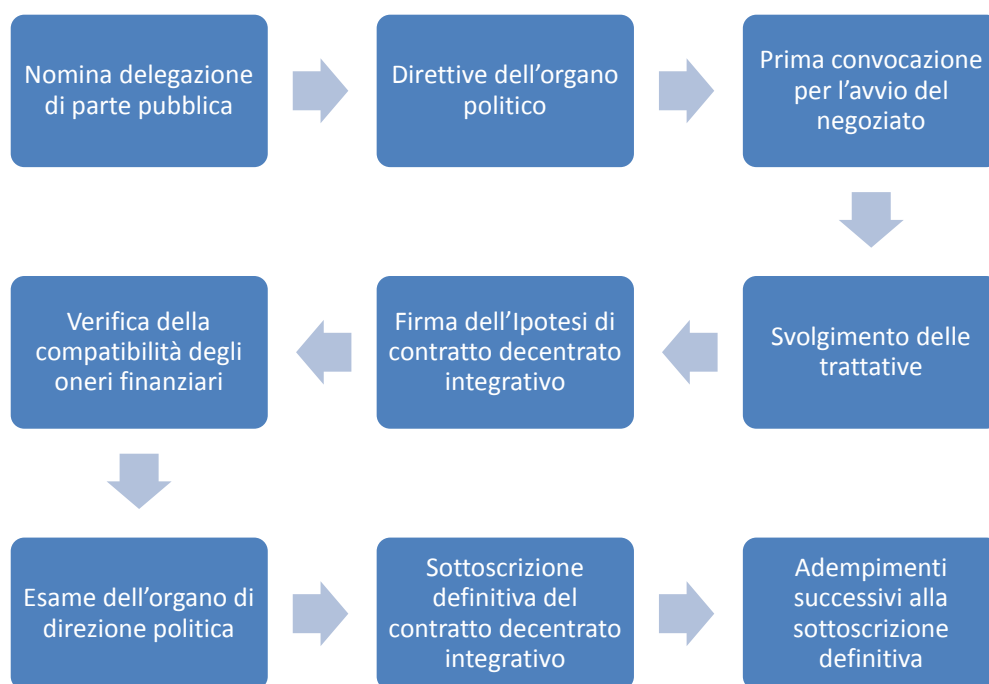 Nomina delegazione
di parte pubblica
Direttive dell’organo
politico
Prima convocazione
per l’avvio del
negoziato
Svolgimento delle
trattative
Firma dell’Ipotesi di
contratto decentrato
integrativo
Verifica della
compatibilità degli
oneri finanziari
Esame dell’organo di
direzione politica
Sottoscrizione
definitiva del
contratto decentrato
integrativo
Adempimenti
successivi alla
sottoscrizione
definitiva